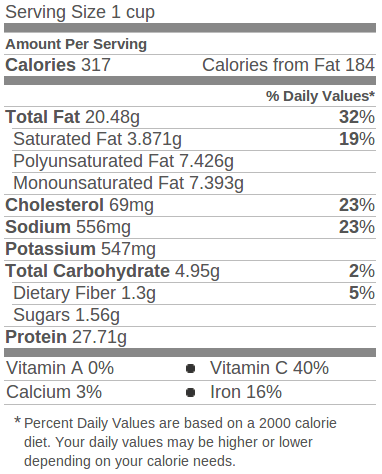 Serving Size 1 cup
Amount Per Serving
Calories 317 Calories from Fat 184
% Daily Values*
Total Fat 20.48g 32%
Saturated Fat 3.871g 19%
Polyunsaturated Fat 7.426g
Monounsaturated Fat 7.393g
Cholesterol 69mg 23%
Sodium 556mg 23%
Potassium 547mg
Total Carbohydrate 4.95g 2%
Dietary Fiber 1.3g 5%
Sugars 1.56g
Protein 27.71g
Vitamin A 0% • Vitamin C 40%
Calcium 3% • Iron 16%
* Percent Daily Values are based on a 2000 calorie
diet. Your daily values may be higher or lower
depending on your calorie needs.